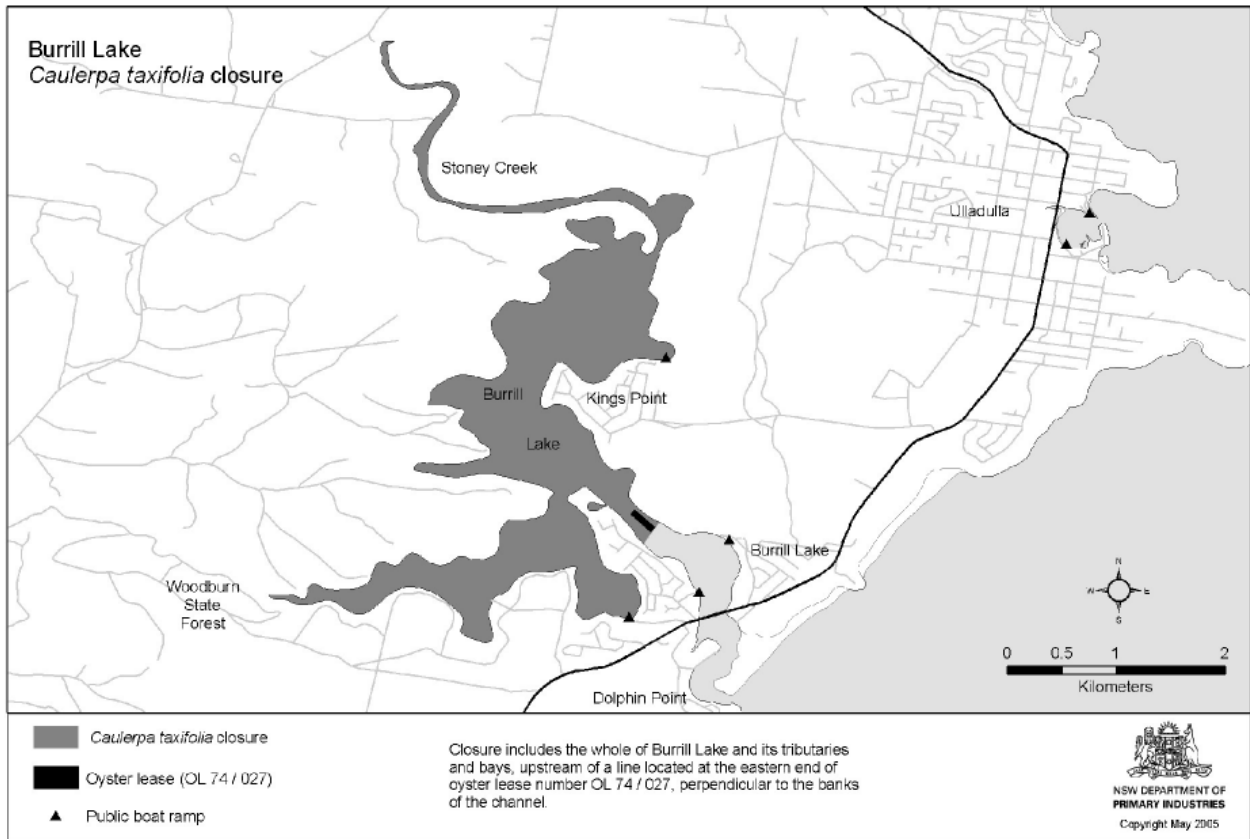 Burrill Lake
Caulerpa taxifolia closure
Stoney Creek
Ulladulla
Burrill
Kings Point
Lake
Burrill Lake
Woodburn
State
Forest
Dolphin Point
N
W E
S
0 0.5 1 2
Kilometers
Caulerpa taxifolia closure
Oyster lease (OL 74 / 027)
Public boat ramp
Closure includes the whole of Burrill Lake and its tributaries
and bays, upstream of a line located at the eastern end of
oyster lease number OL 74 / 027, perpendicular to the banks
of the channel.
NSW DEPARTMENT OF
PRIMARY INDUSTRIES
Copyright May 2005